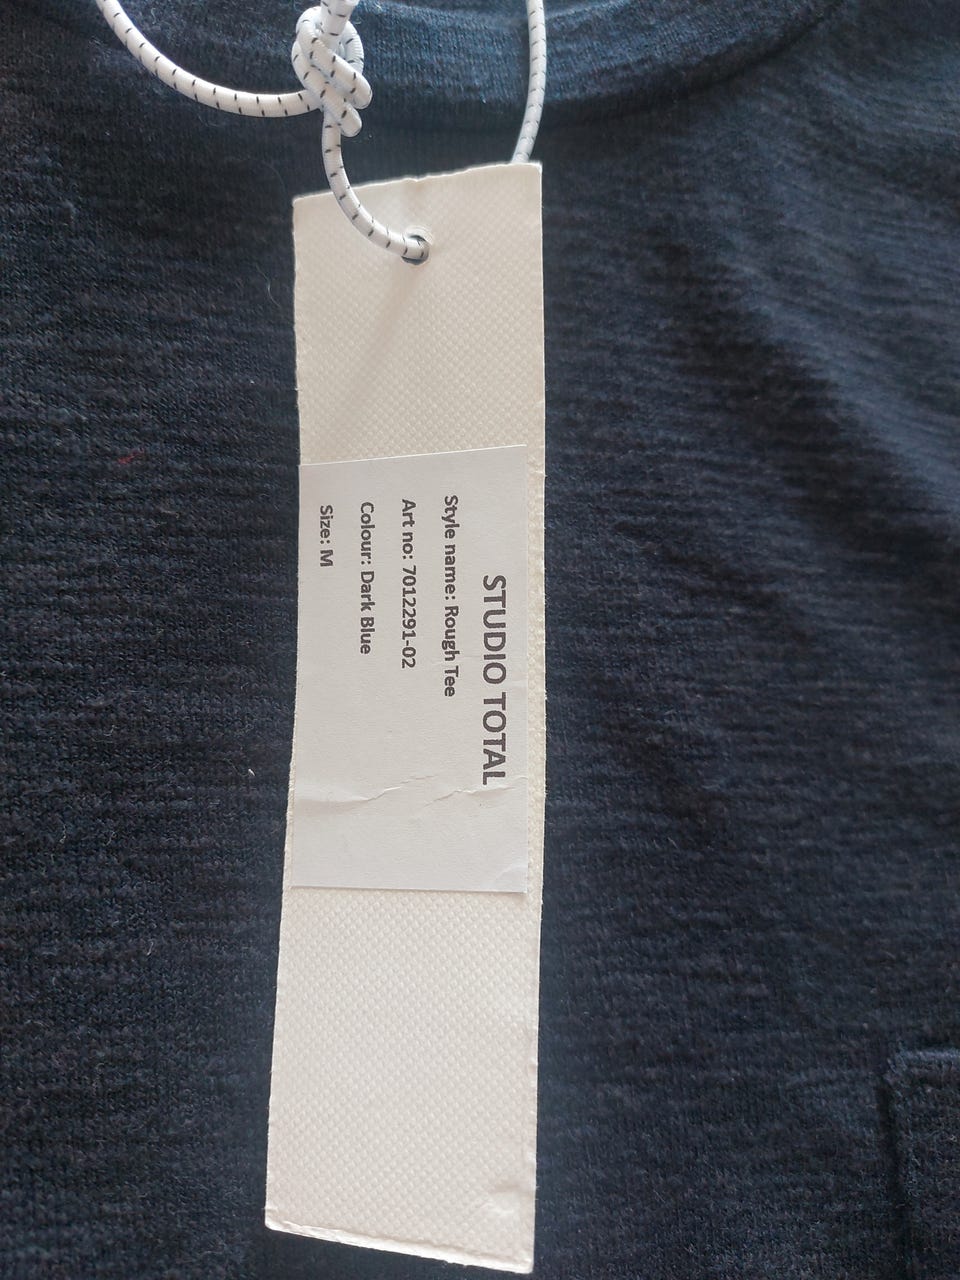 STUDIO TOTAL
Style name: Rough Tee
Art no: 7012291-02
Colour: Dark Blue
Size: M